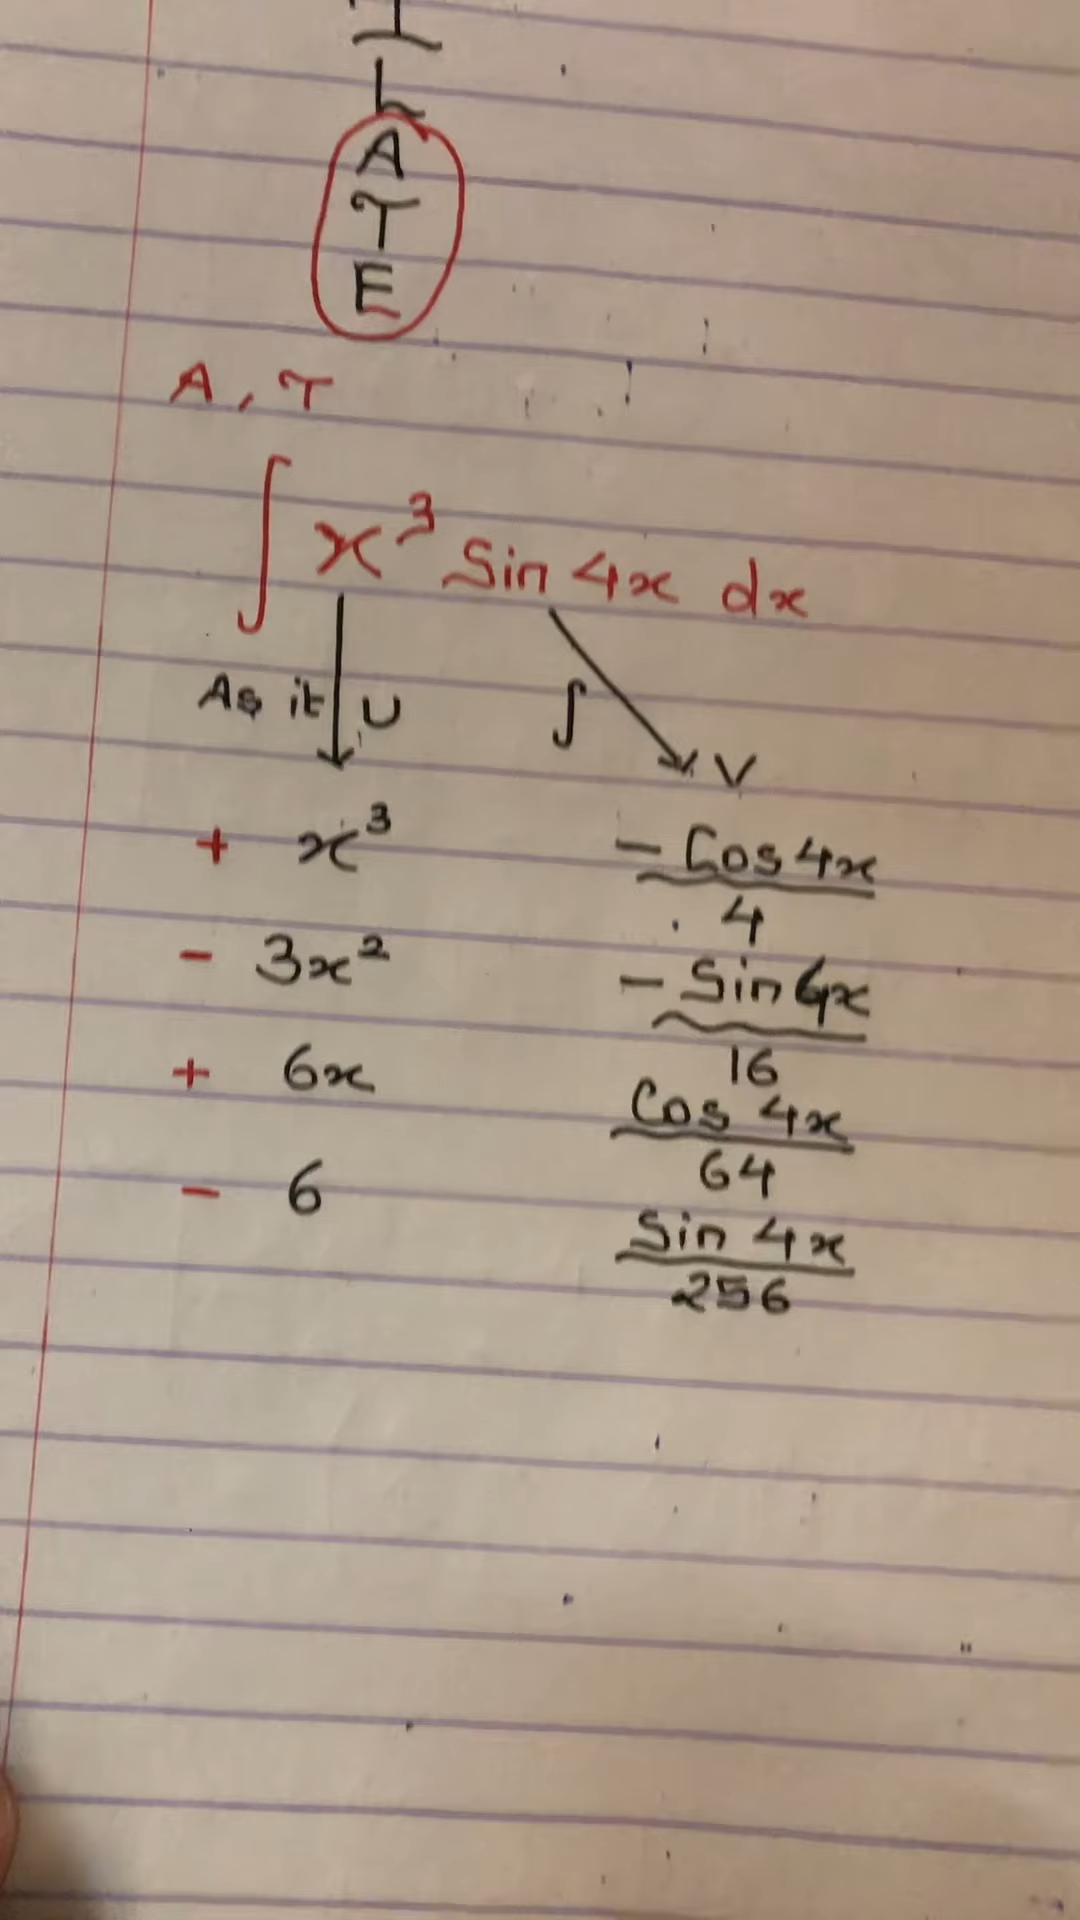 I
L
A
T
E
A, T
∫ x³ Sin 4x dx
As it U ∫ V
+ x³ -Cos 4x / 4
- 3x² -Sin 4x / 16
+ 6x Cos 4x / 64
- 6 Sin 4x / 256